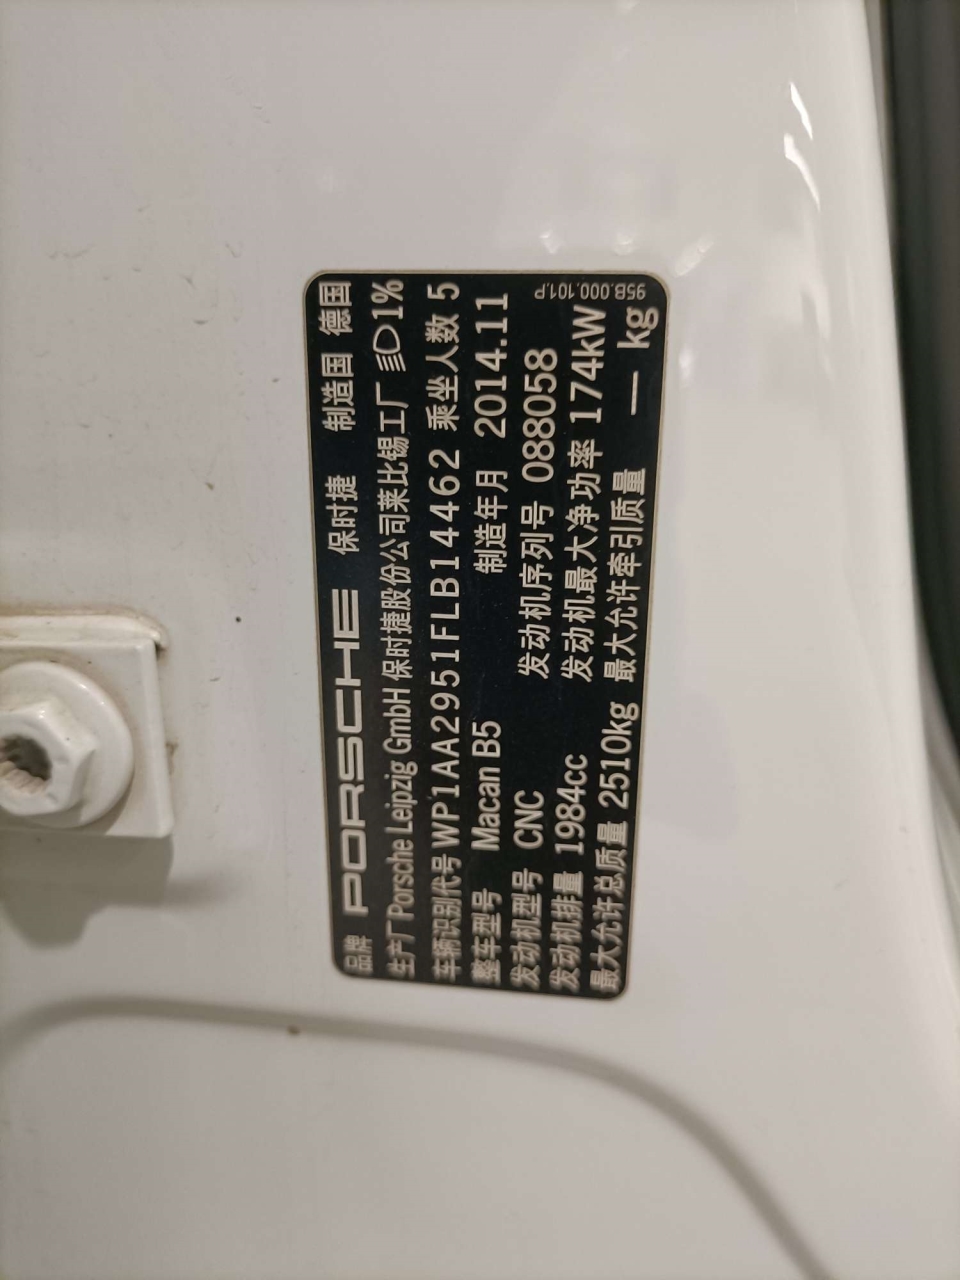 品牌 PORSCHE 保时捷 制造国 德国
生产厂 Porsche Leipzig GmbH 保时捷股份公司莱比锡工厂 1%
车辆识别代号 WP1AA2951FLB14462 乘坐人数 5
整车型号 Macan B5 制造年月 2014.11
发动机型号 CNC 发动机序列号 088058
发动机排量 1984cc 发动机最大净功率 174kW
最大允许总质量 2510kg 最大允许牵引质量 — kg
95B.000.101.P